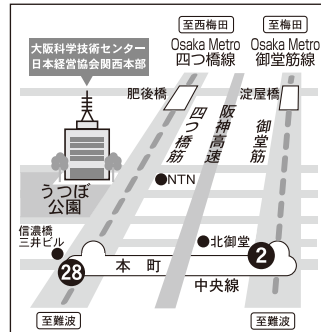 至西梅田
至梅田
大阪科学技術センター
日本経営協会関西本部
Osaka Metro
四つ橋線
Osaka Metro
御堂筋線
肥後橋
淀屋橋
四つ橋筋
阪神高速
御堂筋
NTN
うつぼ
公園
信濃橋
三井ビル
北御堂
28
本町
2
中央線
至難波
至難波